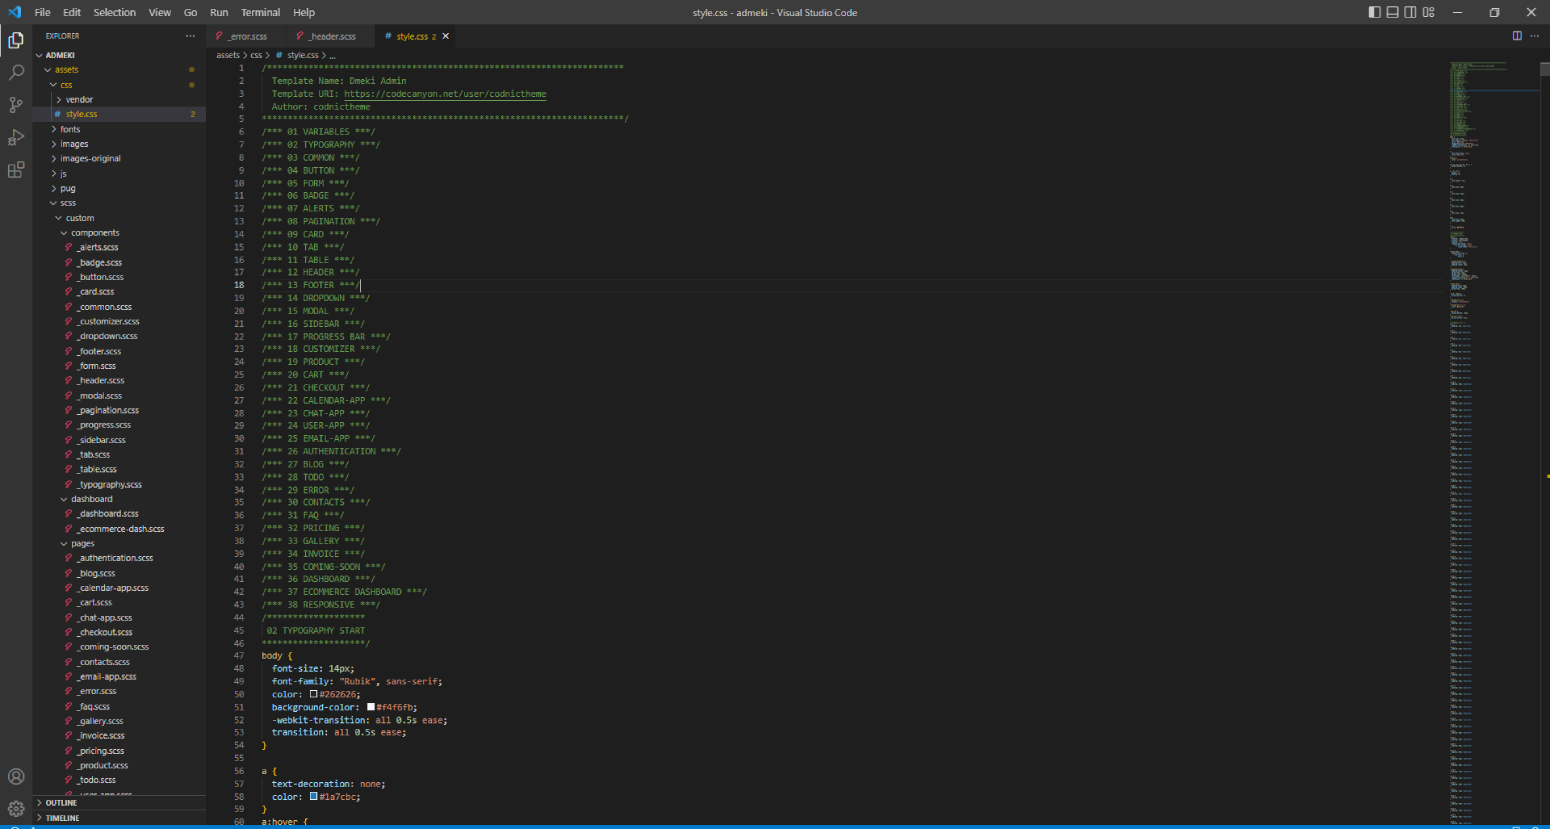 File Edit Selection View Go Run Terminal Help
style.css - admeki - Visual Studio Code
EXPLORER
ADMEKI
assets
css
vendor
# style.css 2
fonts
images
images-original
js
pug
scss
custom
components
_alerts.scss
_badge.scss
_button.scss
_card.scss
_common.scss
_customizer.scss
_dropdown.scss
_footer.scss
_form.scss
_header.scss
_modal.scss
_pagination.scss
_progress.scss
_sidebar.scss
_tab.scss
_table.scss
_typography.scss
dashboard
_dashboard.scss
_ecommerce-dash.scss
pages
_authentication.scss
_blog.scss
_calendar-app.scss
_cart.scss
_chat-app.scss
_checkout.scss
_coming-soon.scss
_contacts.scss
_email-app.scss
_error.scss
_faq.scss
_gallery.scss
_invoice.scss
_pricing.scss
_product.scss
_todo.scss
_user-app.scss
OUTLINE
TIMELINE
_error.scss _header.scss # style.css 2
assets > css > # style.css > ...
1 /*********************************************************************
2 Template Name: Dmeki Admin
3 Template URI: https://codecanyon.net/user/codnictheme
4 Author: codnictheme
5 **********************************************************************/
6 /*** 01 VARIABLES ***/
7 /*** 02 TYPOGRAPHY ***/
8 /*** 03 COMMON ***/
9 /*** 04 BUTTON ***/
10 /*** 05 FORM ***/
11 /*** 06 BADGE ***/
12 /*** 07 ALERTS ***/
13 /*** 08 PAGINATION ***/
14 /*** 09 CARD ***/
15 /*** 10 TAB ***/
16 /*** 11 TABLE ***/
17 /*** 12 HEADER ***/
18 /*** 13 FOOTER ***/
19 /*** 14 DROPDOWN ***/
20 /*** 15 MODAL ***/
21 /*** 16 SIDEBAR ***/
22 /*** 17 PROGRESS BAR ***/
23 /*** 18 CUSTOMIZER ***/
24 /*** 19 PRODUCT ***/
25 /*** 20 CART ***/
26 /*** 21 CHECKOUT ***/
27 /*** 22 CALENDAR-APP ***/
28 /*** 23 CHAT-APP ***/
29 /*** 24 USER-APP ***/
30 /*** 25 EMAIL-APP ***/
31 /*** 26 AUTHENTICATION ***/
32 /*** 27 BLOG ***/
33 /*** 28 TODO ***/
34 /*** 29 ERROR ***/
35 /*** 30 CONTACTS ***/
36 /*** 31 FAQ ***/
37 /*** 32 PRICING ***/
38 /*** 33 GALLERY ***/
39 /*** 34 INVOICE ***/
40 /*** 35 COMING-SOON ***/
41 /*** 36 DASHBOARD ***/
42 /*** 37 ECOMMERCE DASHBOARD ***/
43 /*** 38 RESPONSIVE ***/
44 /*******************
45 02 TYPOGRAPHY START
46 ********************/
47 body {
48 font-size: 14px;
49 font-family: "Rubik", sans-serif;
50 color: #262626;
51 background-color: #f4f6fb;
52 -webkit-transition: all 0.5s ease;
53 transition: all 0.5s ease;
54 }
55
56 a {
57 text-decoration: none;
58 color: #1a7cbc;
59 }
60 a:hover {